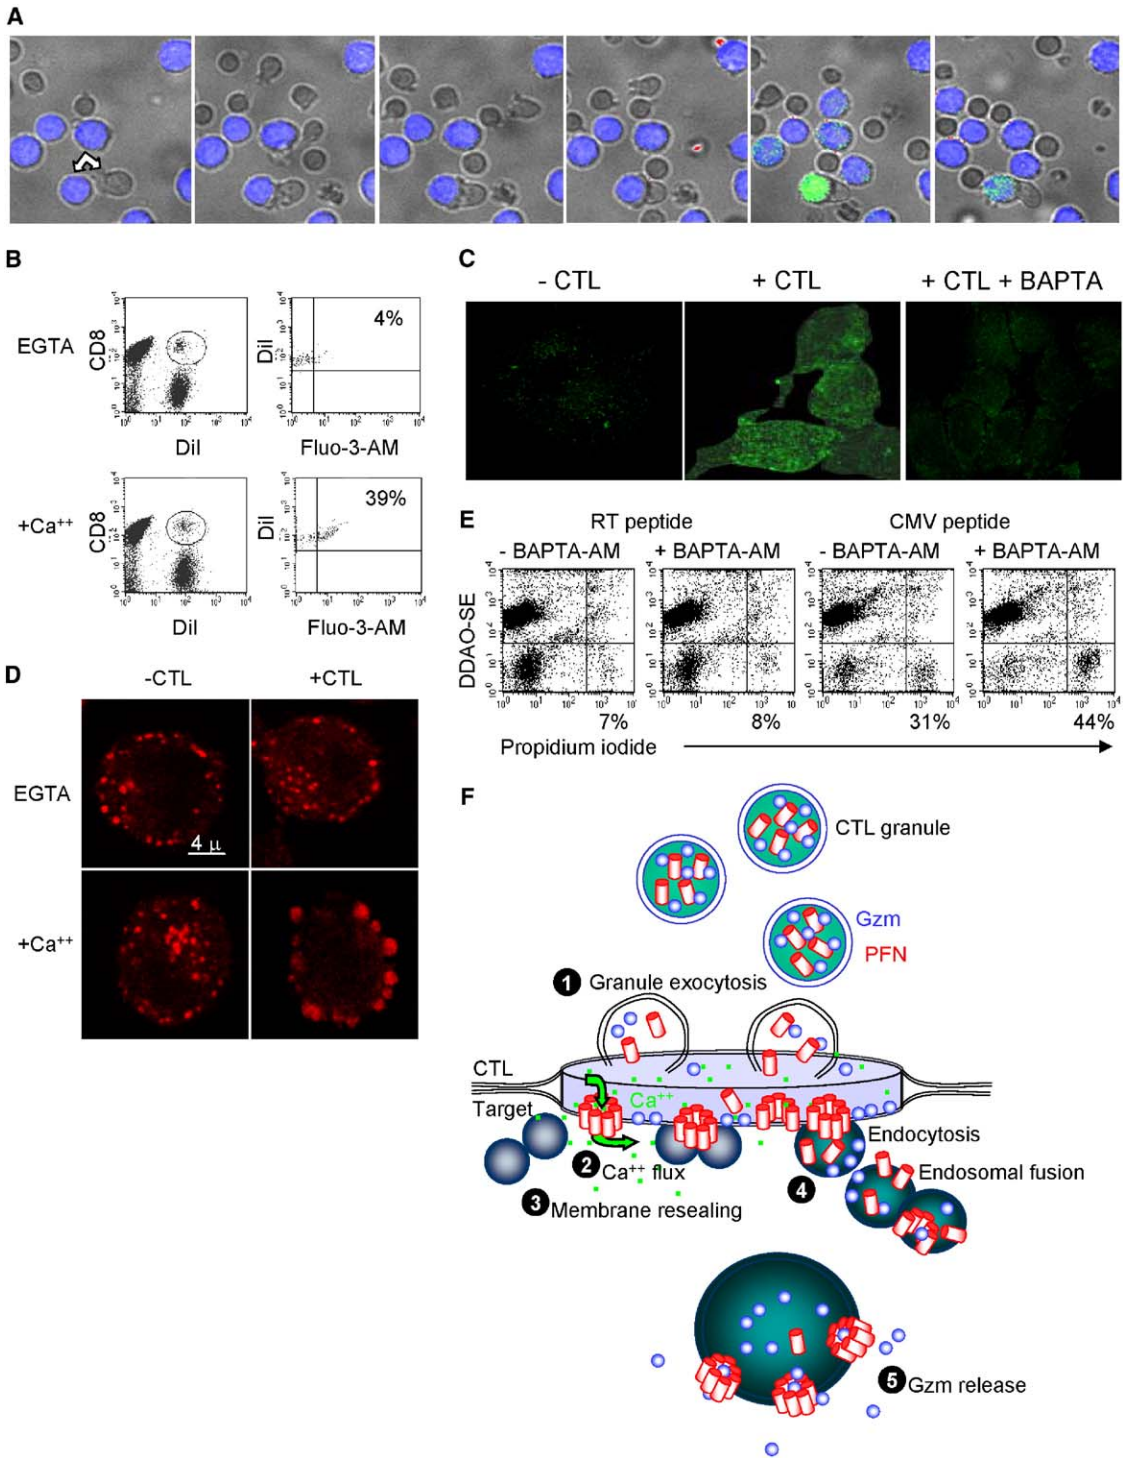 A
B
EGTA
CD8
DiI
4%
DiI
Fluo-3-AM
+Ca++
CD8
DiI
39%
DiI
Fluo-3-AM
C
- CTL
+ CTL
+ CTL + BAPTA
D
-CTL
+CTL
EGTA
4 μ
+Ca++
E
RT peptide
CMV peptide
- BAPTA-AM
+ BAPTA-AM
- BAPTA-AM
+ BAPTA-AM
DDAO-SE
7%
8%
31%
44%
Propidium iodide
F
CTL granule
Gzm
PFN
1 Granule exocytosis
CTL
Ca++
Target
Endocytosis
2 Ca++ flux
Endosomal fusion
3 Membrane resealing
4
5 Gzm release